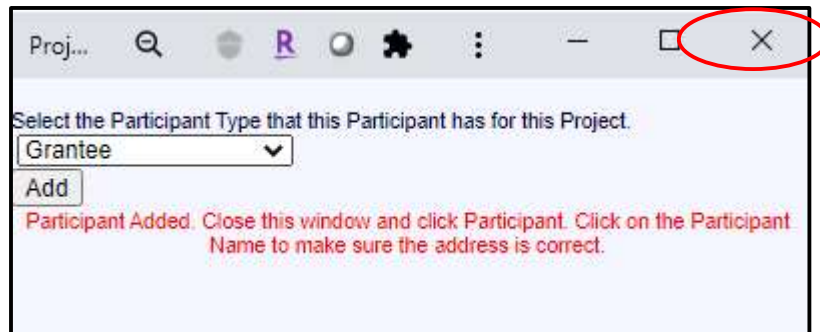 Proj...
R
Select the Participant Type that this Participant has for this Project.
Grantee
Add
Participant Added. Close this window and click Participant. Click on the Participant
Name to make sure the address is correct.